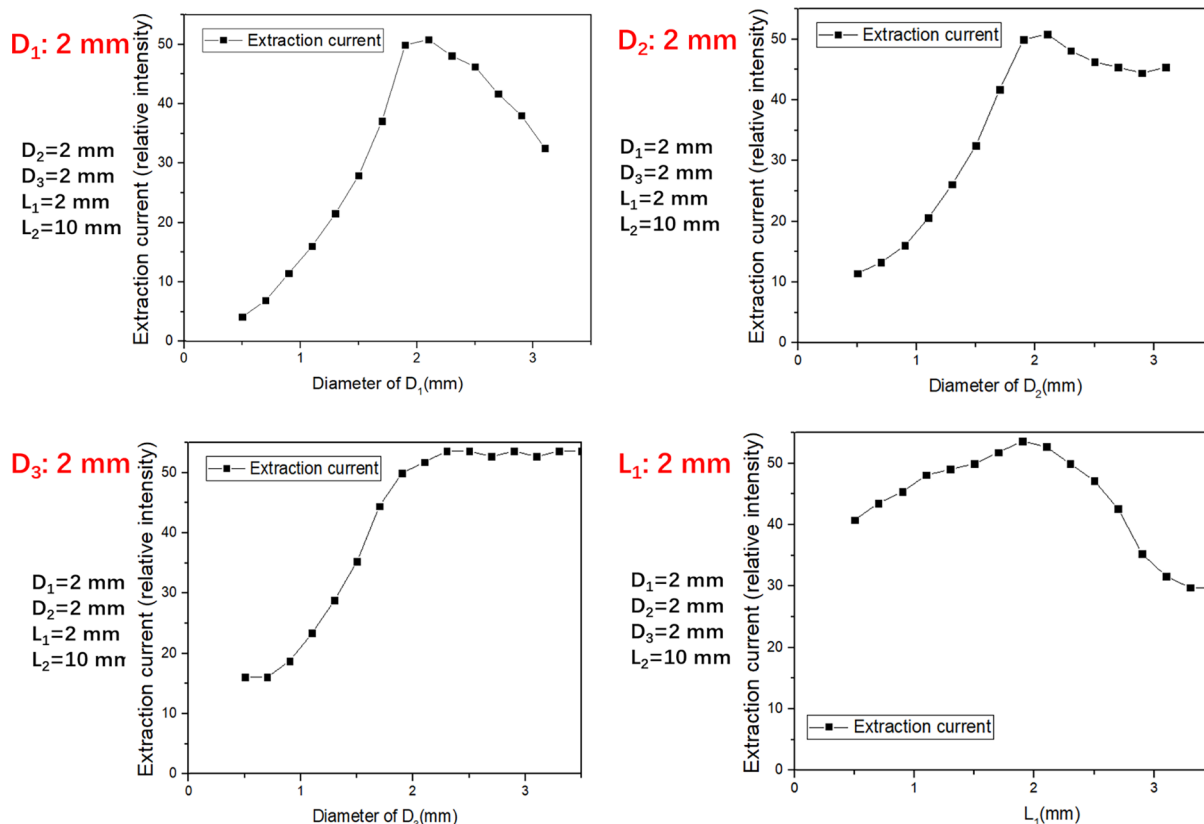 D₁: 2 mm
D₂=2 mm
D₃=2 mm
L₁=2 mm
L₂=10 mm
Extraction current (relative intensity)
Extraction current
50
40
30
20
10
0
0 1 2 3
Diameter of D₁(mm)
D₂: 2 mm
D₁=2 mm
D₃=2 mm
L₁=2 mm
L₂=10 mm
Extraction current (relative intensity)
Extraction current
50
40
30
20
10
0
0 1 2 3
Diameter of D₂(mm)
D₃: 2 mm
D₁=2 mm
D₂=2 mm
L₁=2 mm
L₂=10 mm
Extraction current (relative intensity)
Extraction current
50
40
30
20
10
0
0 1 2 3
Diameter of D₃(mm)
L₁: 2 mm
D₁=2 mm
D₂=2 mm
D₃=2 mm
L₂=10 mm
Extraction current (relative intensity)
50
40
30
20
10
0
Extraction current
0 1 2 3
L₁(mm)